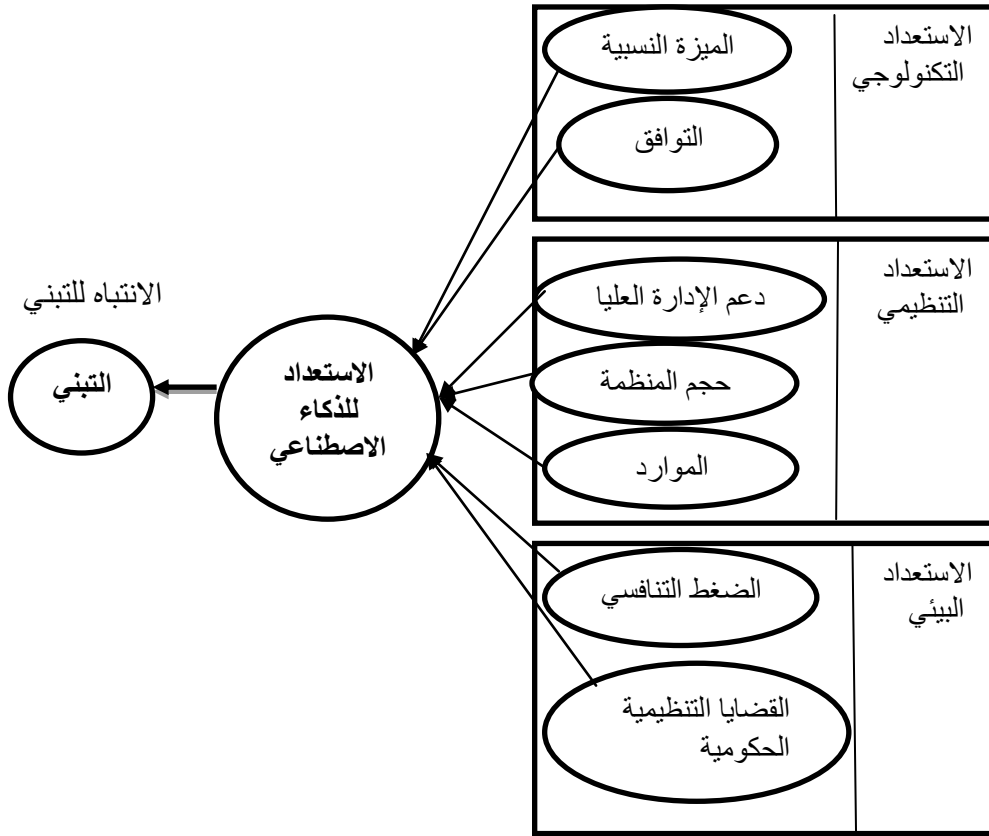 الاستعداد
التكنولوجي
الميزة النسبية
التوافق
الاستعداد
التنظيمي
دعم الإدارة العليا
حجم المنظمة
الموارد
الاستعداد
البيئي
الضغط التنافسي
القضايا التنظيمية
الحكومية
الاستعداد
للذكاء
الاصطناعي
الانتباه للتبني
التبني